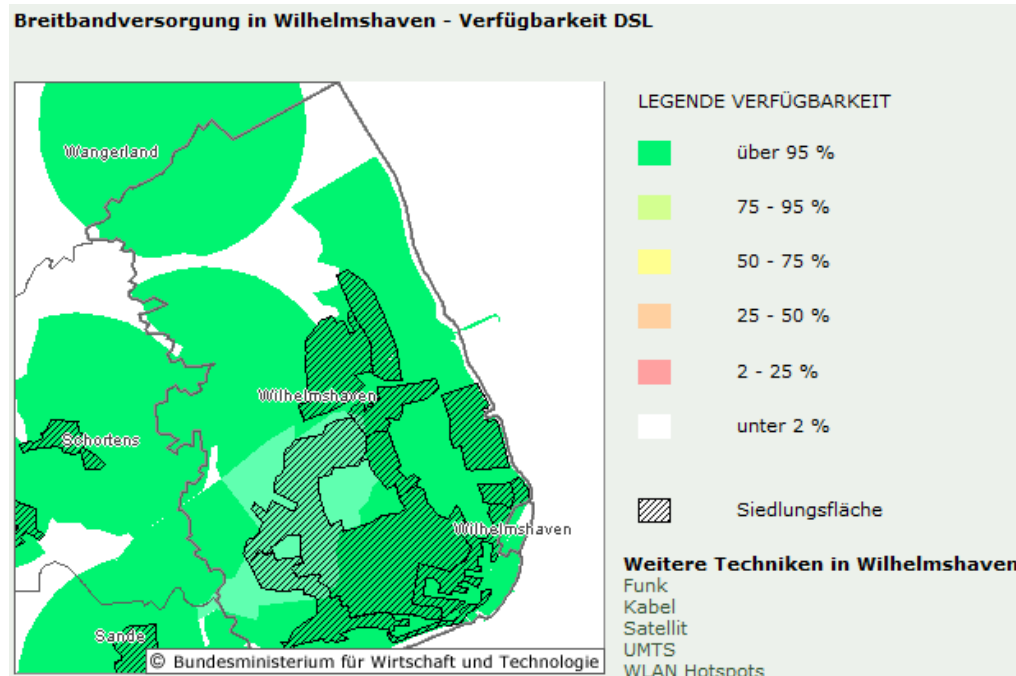 Breitbandversorgung in Wilhelmshaven - Verfügbarkeit DSL
Wangerland
Wilhelmshaven
Schortens
Wilhelmshaven
Sande
© Bundesministerium für Wirtschaft und Technologie
LEGENDE VERFÜGBARKEIT
über 95 %
75 - 95 %
50 - 75 %
25 - 50 %
2 - 25 %
unter 2 %
Siedlungsfläche
Weitere Techniken in Wilhelmshaven
Funk
Kabel
Satellit
UMTS
WLAN Hotspots